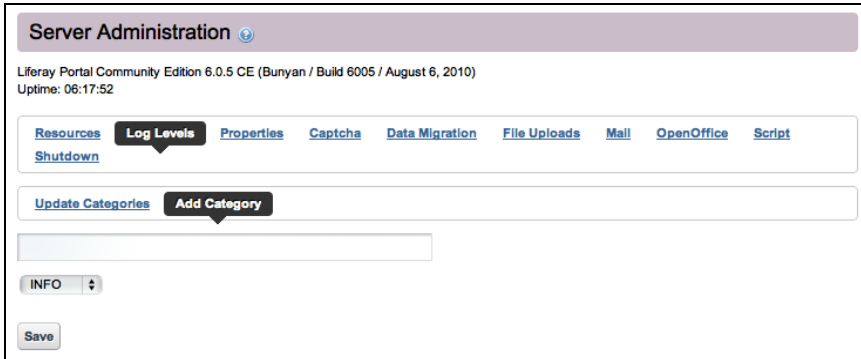 Server Administration
Liferay Portal Community Edition 6.0.5 CE (Bunyan / Build 6005 / August 6, 2010)
Uptime: 06:17:52
Resources Log Levels Properties Captcha Data Migration File Uploads Mail OpenOffice Script
Shutdown
Update Categories Add Category
INFO
Save